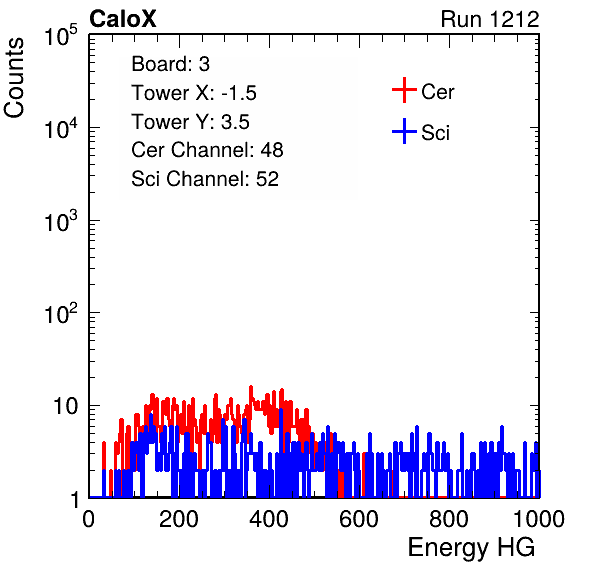 CaloX Run 1212
Counts
10^5
10^4
10^3
10^2
10
1
Board: 3
Tower X: -1.5
Tower Y: 3.5
Cer Channel: 48
Sci Channel: 52
Cer
Sci
0 200 400 600 800 1000
Energy HG